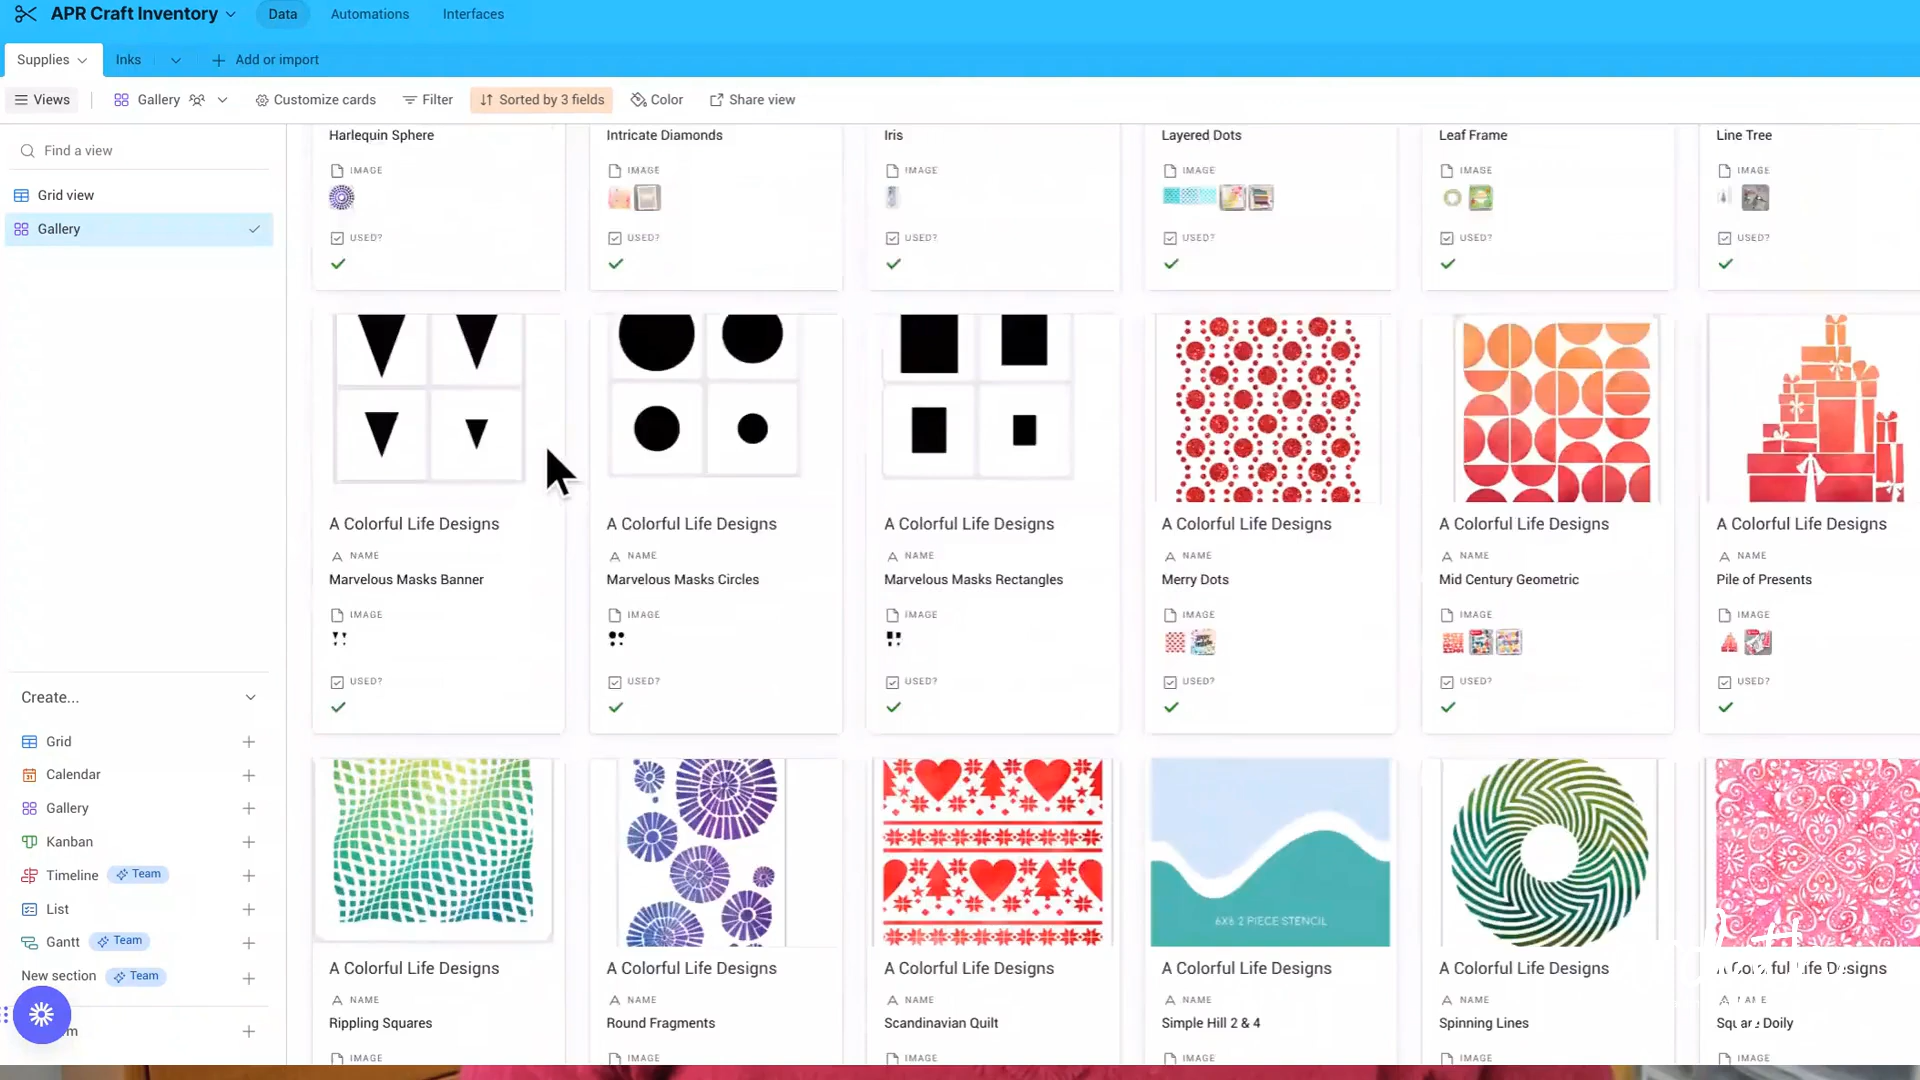 APR Craft Inventory
Data
Automations
Interfaces
Supplies
Inks
Add or import
Views
Gallery
Customize cards
Filter
Sorted by 3 fields
Color
Share view
Find a view
Grid view
Gallery
Harlequin Sphere
Intricate Diamonds
Iris
Layered Dots
Leaf Frame
Line Tree
IMAGE
IMAGE
IMAGE
IMAGE
IMAGE
IMAGE
USED?
USED?
USED?
USED?
USED?
USED?
A Colorful Life Designs
A Colorful Life Designs
A Colorful Life Designs
A Colorful Life Designs
A Colorful Life Designs
A Colorful Life Designs
NAME
NAME
NAME
NAME
NAME
NAME
Marvelous Masks Banner
Marvelous Masks Circles
Marvelous Masks Rectangles
Merry Dots
Mid Century Geometric
Pile of Presents
IMAGE
IMAGE
IMAGE
IMAGE
IMAGE
IMAGE
USED?
USED?
USED?
USED?
USED?
USED?
Create...
Grid
Calendar
Gallery
Kanban
Timeline Team
List
Gantt Team
New section Team
6X6 2 PIECE STENCIL
A Colorful Life Designs
A Colorful Life Designs
A Colorful Life Designs
A Colorful Life Designs
A Colorful Life Designs
A Colorful Life Designs
NAME
NAME
NAME
NAME
NAME
NAME
Rippling Squares
Round Fragments
Scandinavian Quilt
Simple Hill 2 & 4
Spinning Lines
Square Doily
IMAGE
IMAGE
IMAGE
IMAGE
IMAGE
IMAGE